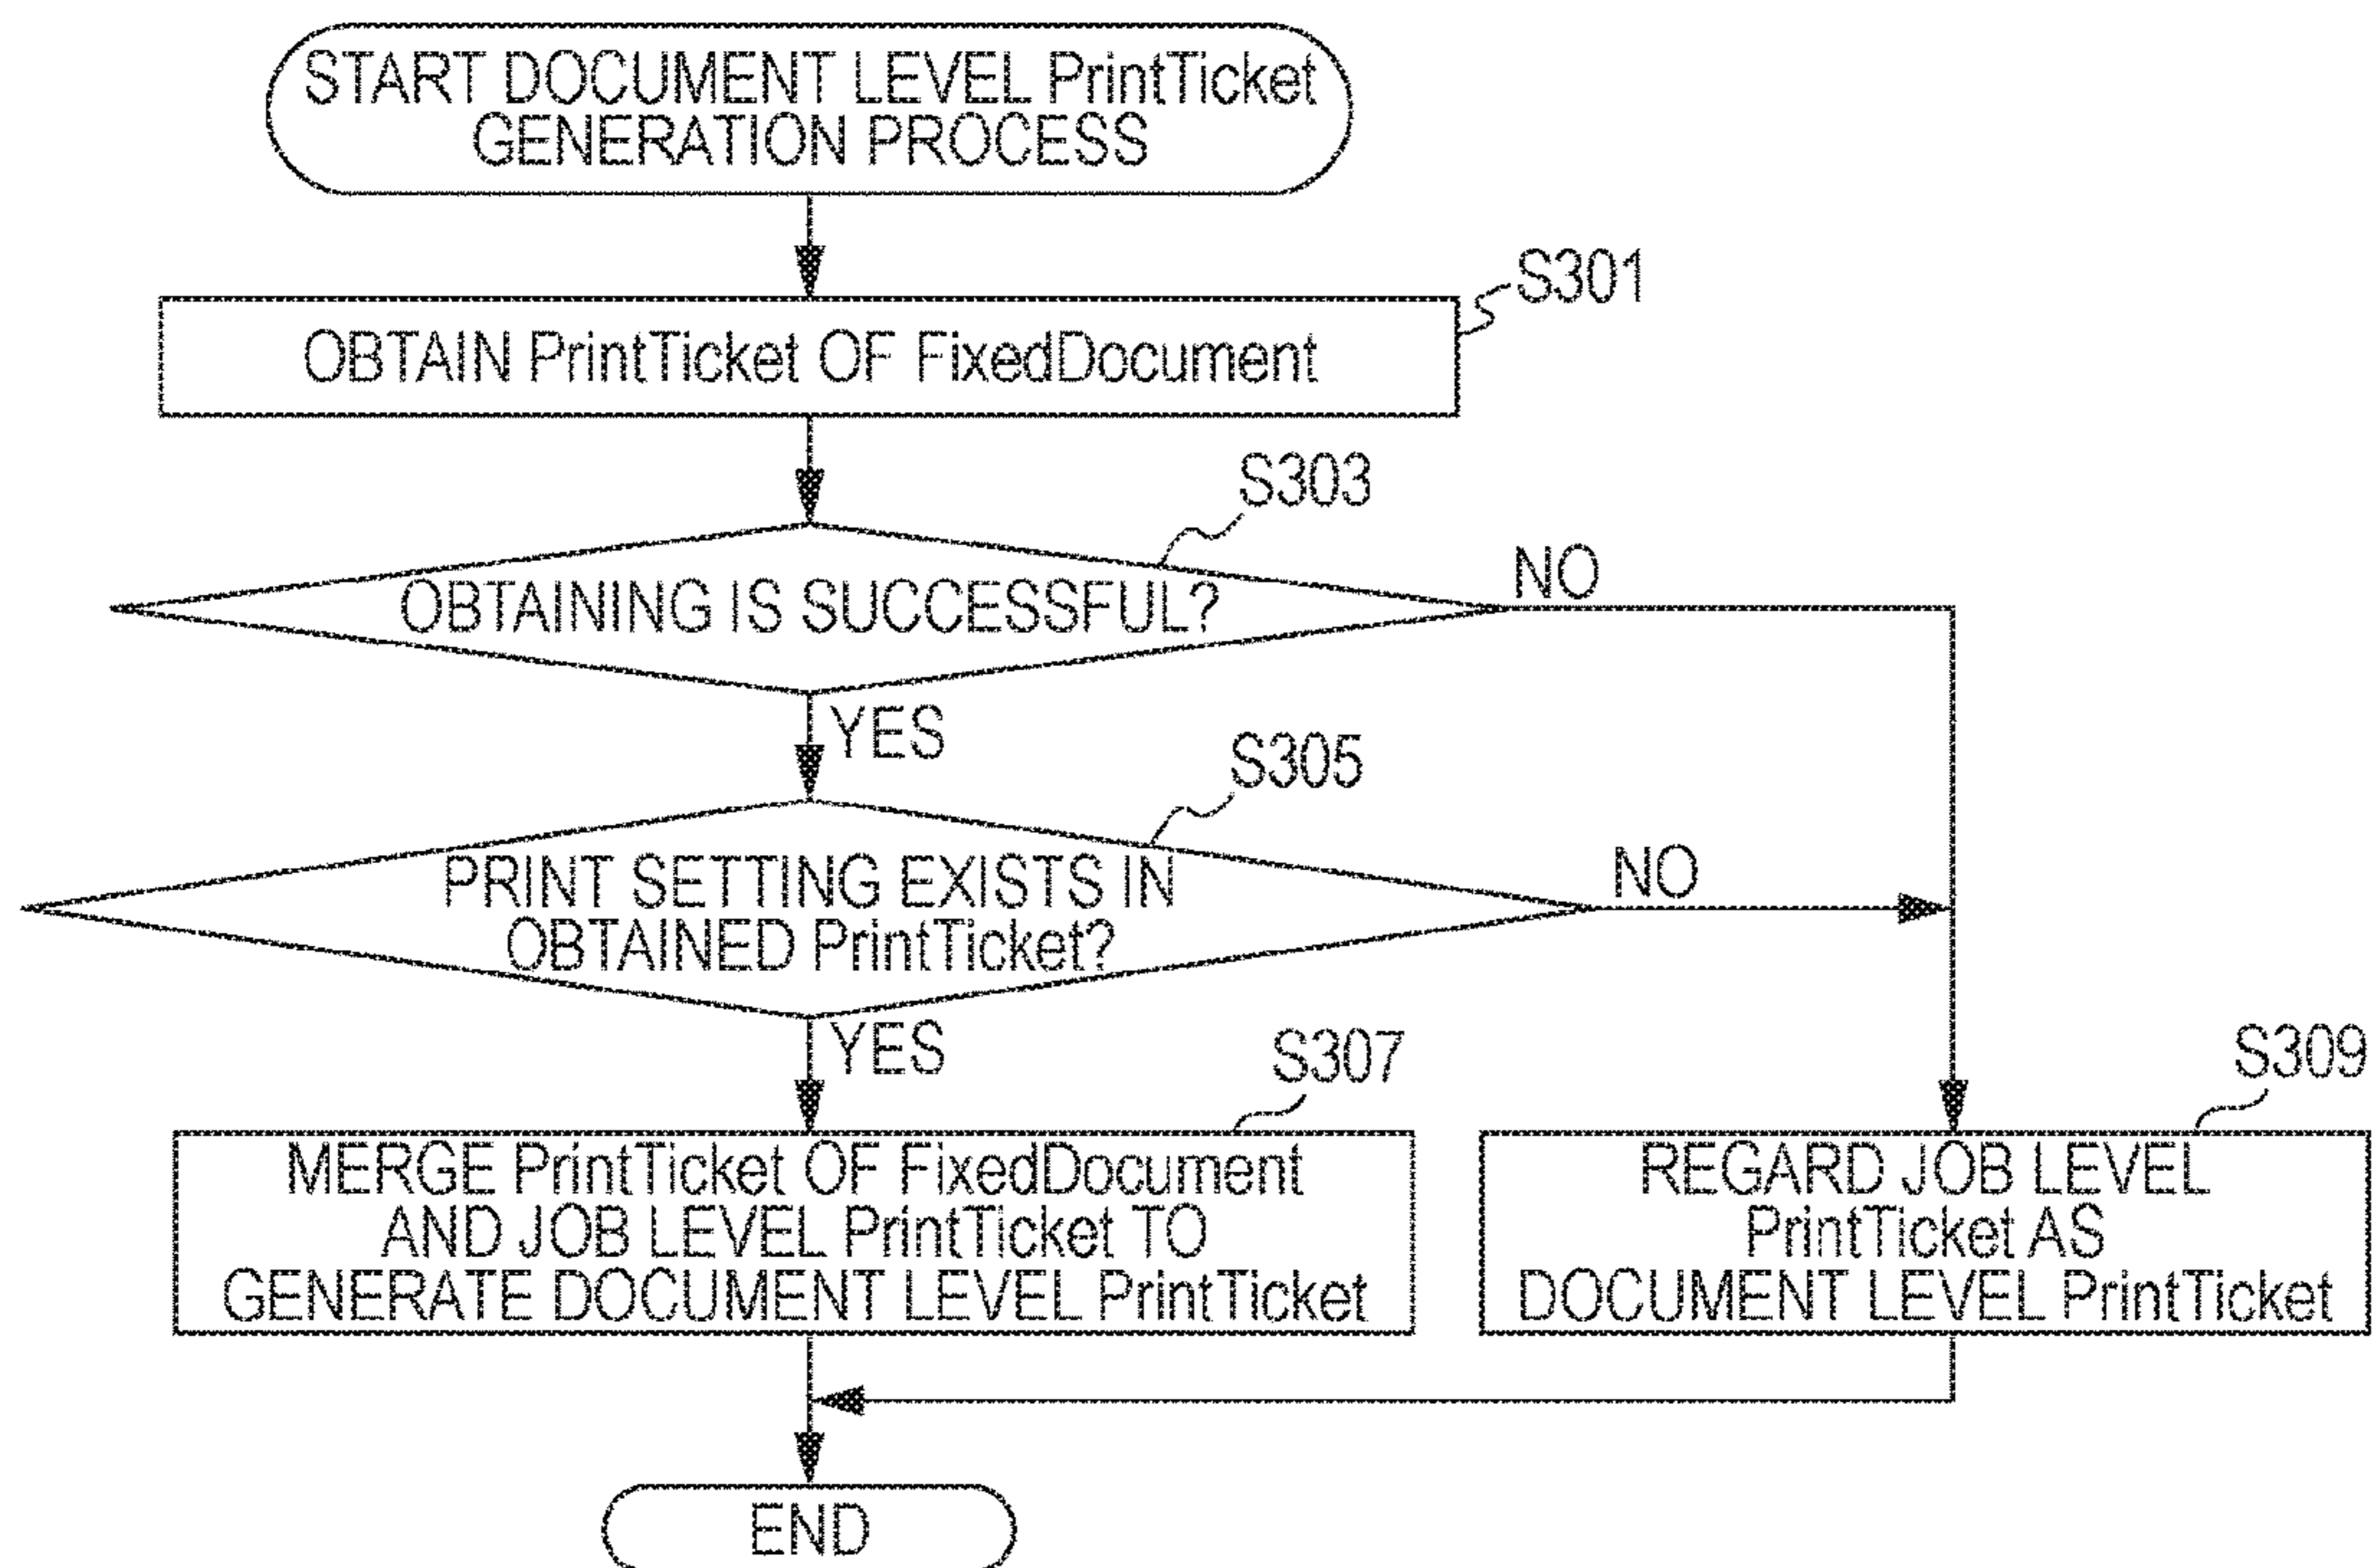 START DOCUMENT LEVEL PrintTicket
GENERATION PROCESS
S301
OBTAIN PrintTicket OF FixedDocument
S303
OBTAINING IS SUCCESSFUL?
NO
YES
S305
PRINT SETTING EXISTS IN
OBTAINED PrintTicket?
NO
YES
S307
MERGE PrintTicket OF FixedDocument
AND JOB LEVEL PrintTicket TO
GENERATE DOCUMENT LEVEL PrintTicket
S309
REGARD JOB LEVEL
PrintTicket AS
DOCUMENT LEVEL PrintTicket
END